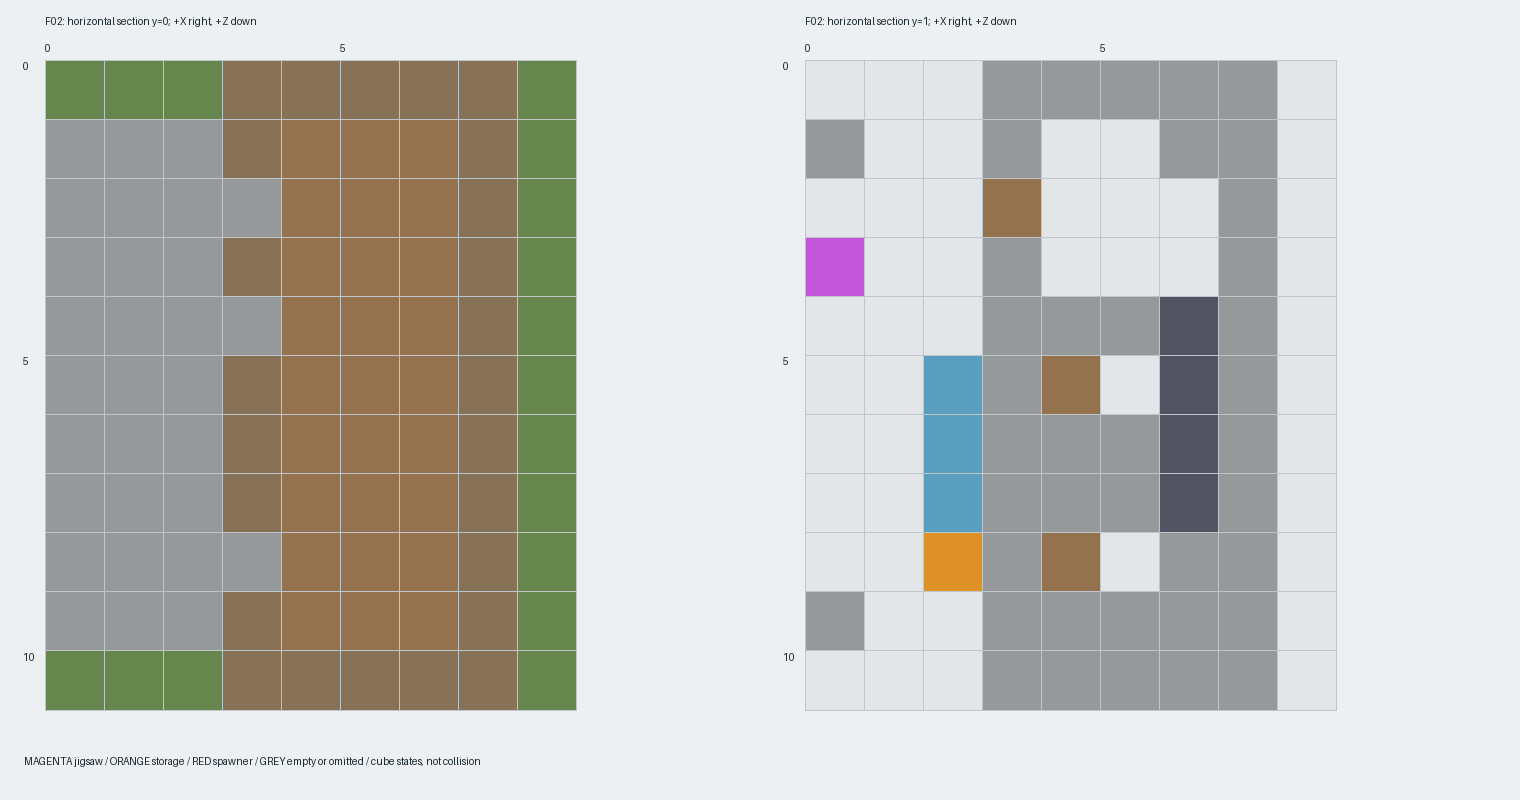 F02: horizontal section y=0; +X right, +Z down
F02: horizontal section y=1; +X right, +Z down
0 5
0 5
0
5
10
0
5
10
MAGENTA jigsaw / ORANGE storage / RED spawner / GREY empty or omitted / cube states, not collision